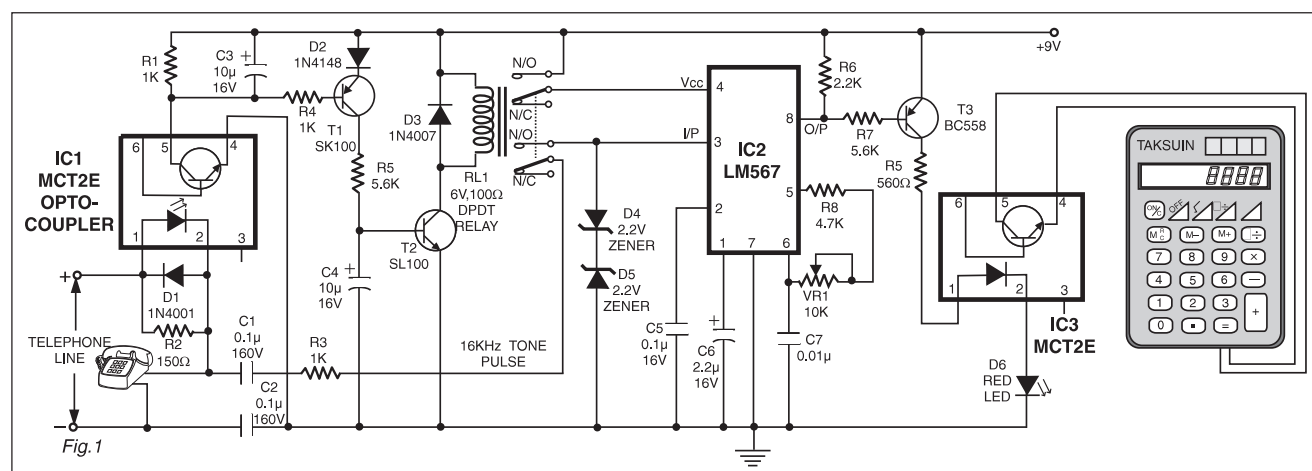 R1
1K
C3
+
10µ
16V
D2
1N4148
R4
1K
T1
SK100
D3
1N4007
N/O
N/C
N/O
N/C
RL1
6V,100Ω
DPDT
RELAY
R5
5.6K
T2
SL100
+
C4
10µ
16V
IC1
MCT2E
OPTO-
COUPLER
6
5
4
1
2
3
+
D1
1N4001
R2
150Ω
TELEPHONE
LINE
C1
0.1µ
160V
R3
1K
C2
0.1µ
160V
–
Fig.1
16KHz TONE
PULSE
D4
2.2V
ZENER
D5
2.2V
ZENER
Vcc
I/P
4
3
2
1
7
6
5
8
IC2
LM567
O/P
R6
2.2K
R7
5.6K
T3
BC558
R5
560Ω
R8
4.7K
VR1
10K
C5
0.1µ
16V
+
C6
2.2µ
16V
C7
0.01µ
+9V
6
5
4
1
2
3
IC3
MCT2E
D6
RED
LED
TAKSUIN
8888
ON/C
OFF
MRC
M–
M+
÷
7
8
9
×
4
5
6
–
1
2
3
+
0
.
=